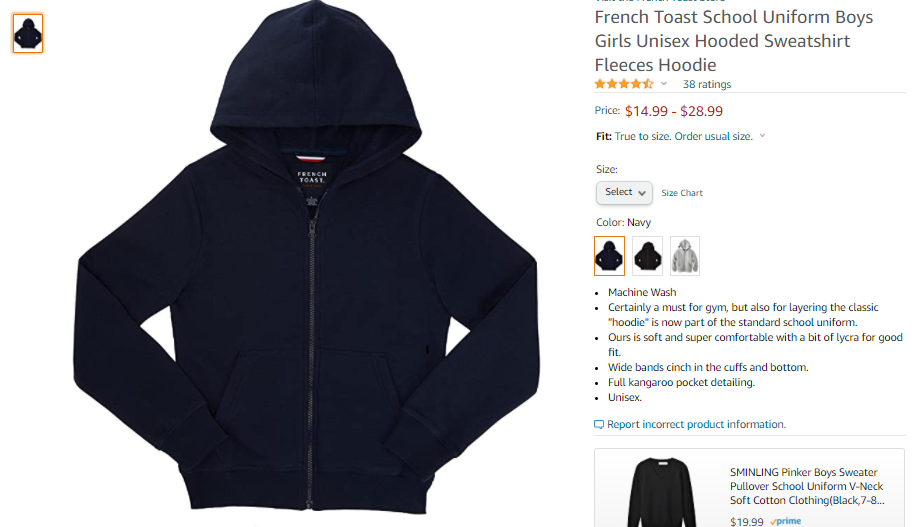 Visit the French Toast Store
French Toast School Uniform Boys
Girls Unisex Hooded Sweatshirt
Fleeces Hoodie
38 ratings
Price: $14.99 - $28.99
Fit: True to size. Order usual size.
Size:
Select
Size Chart
Color: Navy
Machine Wash
Certainly a must for gym, but also for layering the classic
"hoodie" is now part of the standard school uniform.
Ours is soft and super comfortable with a bit of lycra for good
fit.
Wide bands cinch in the cuffs and bottom.
Full kangaroo pocket detailing.
Unisex.
Report incorrect product information.
SMINLING Pinker Boys Sweater
Pullover School Uniform V-Neck
Soft Cotton Clothing(Black,7-8...
$19.99 prime
FRENCH
TOAST.